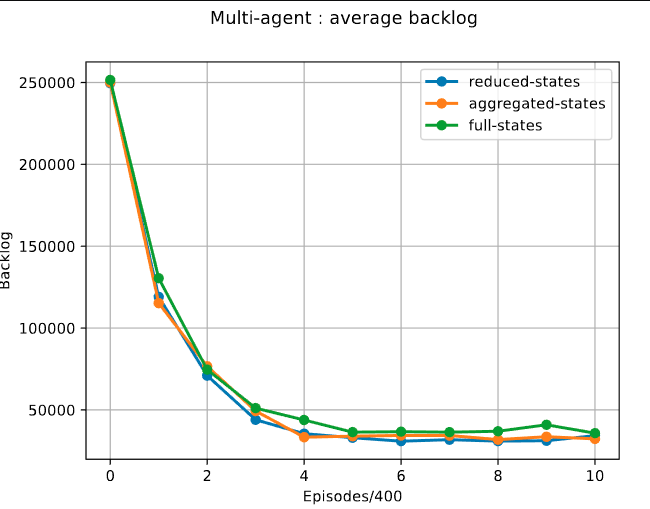 Multi-agent : average backlog
reduced-states
aggregated-states
full-states
Backlog
250000
200000
150000
100000
50000
0 2 4 6 8 10
Episodes/400